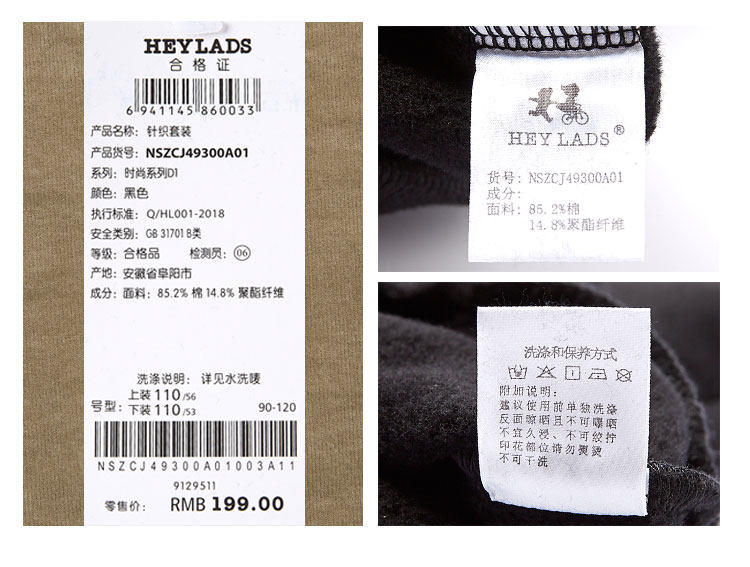 HEYLADS
合格证
6 941145 860033
产品名称: 针织套装
产品货号: NSZCJ49300A01
系列: 时尚系列D1
颜色: 黑色
执行标准: Q/HL001-2018
安全类别: GB 31701 B类
等级: 合格品 检测员: 06
产地: 安徽省阜阳市
成分: 面料: 85.2% 棉 14.8% 聚酯纤维
洗涤说明: 详见水洗唛
号型: 上装 110/56
下装 110/53 90-120
NSZCJ49300A01003A11
9129511
零售价: RMB 199.00
HEY LADS®
货号: NSZCJ49300A01
成分:
面料: 85.2%棉
14.8%聚酯纤维
洗涤和保养方式
附加说明:
建议使用前单独洗涤
反面晾晒且不可曝晒
不宜久浸、不可绞拧
印花部位请勿熨烫
不可干洗